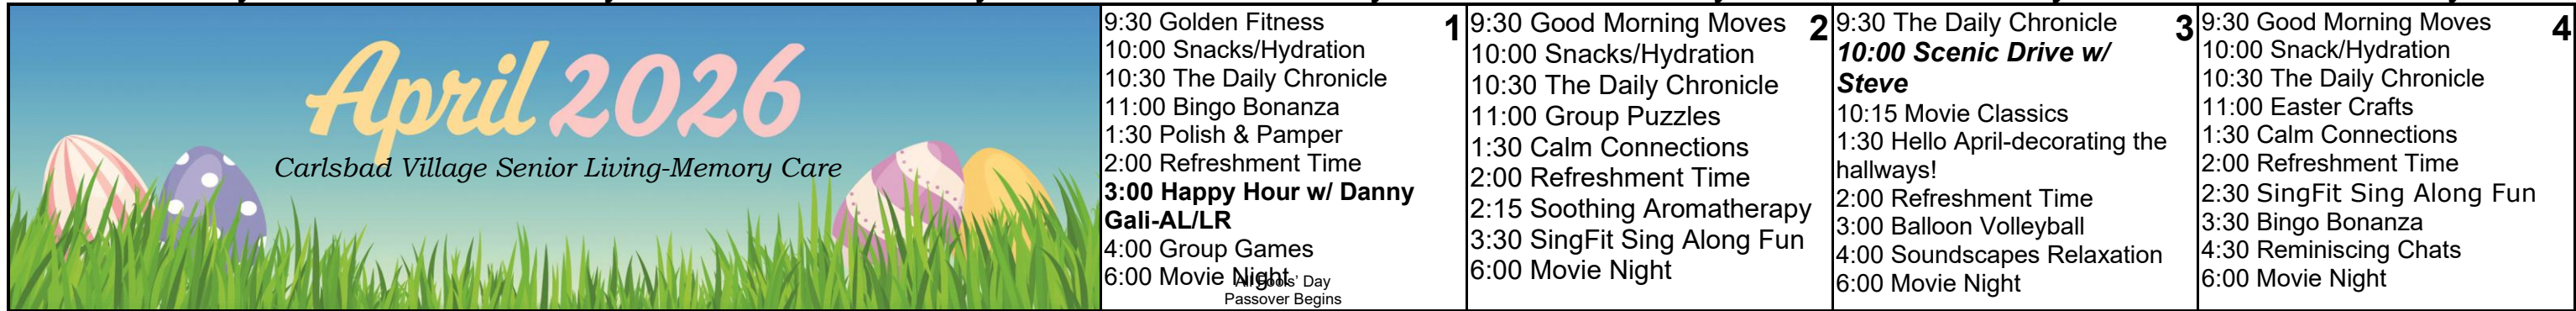 April 2026
Carlsbad Village Senior Living-Memory Care
1
9:30 Golden Fitness
10:00 Snacks/Hydration
10:30 The Daily Chronicle
11:00 Bingo Bonanza
1:30 Polish & Pamper
2:00 Refreshment Time
3:00 Happy Hour w/ Danny
Gali-AL/LR
4:00 Group Games
6:00 Movie Night
All Fools' Day
Passover Begins
2
9:30 Good Morning Moves
10:00 Snacks/Hydration
10:30 The Daily Chronicle
11:00 Group Puzzles
1:30 Calm Connections
2:00 Refreshment Time
2:15 Soothing Aromatherapy
3:30 SingFit Sing Along Fun
6:00 Movie Night
3
9:30 The Daily Chronicle
10:00 Scenic Drive w/
Steve
10:15 Movie Classics
1:30 Hello April-decorating the
hallways!
2:00 Refreshment Time
3:00 Balloon Volleyball
4:00 Soundscapes Relaxation
6:00 Movie Night
4
9:30 Good Morning Moves
10:00 Snack/Hydration
10:30 The Daily Chronicle
11:00 Easter Crafts
1:30 Calm Connections
2:00 Refreshment Time
2:30 SingFit Sing Along Fun
3:30 Bingo Bonanza
4:30 Reminiscing Chats
6:00 Movie Night